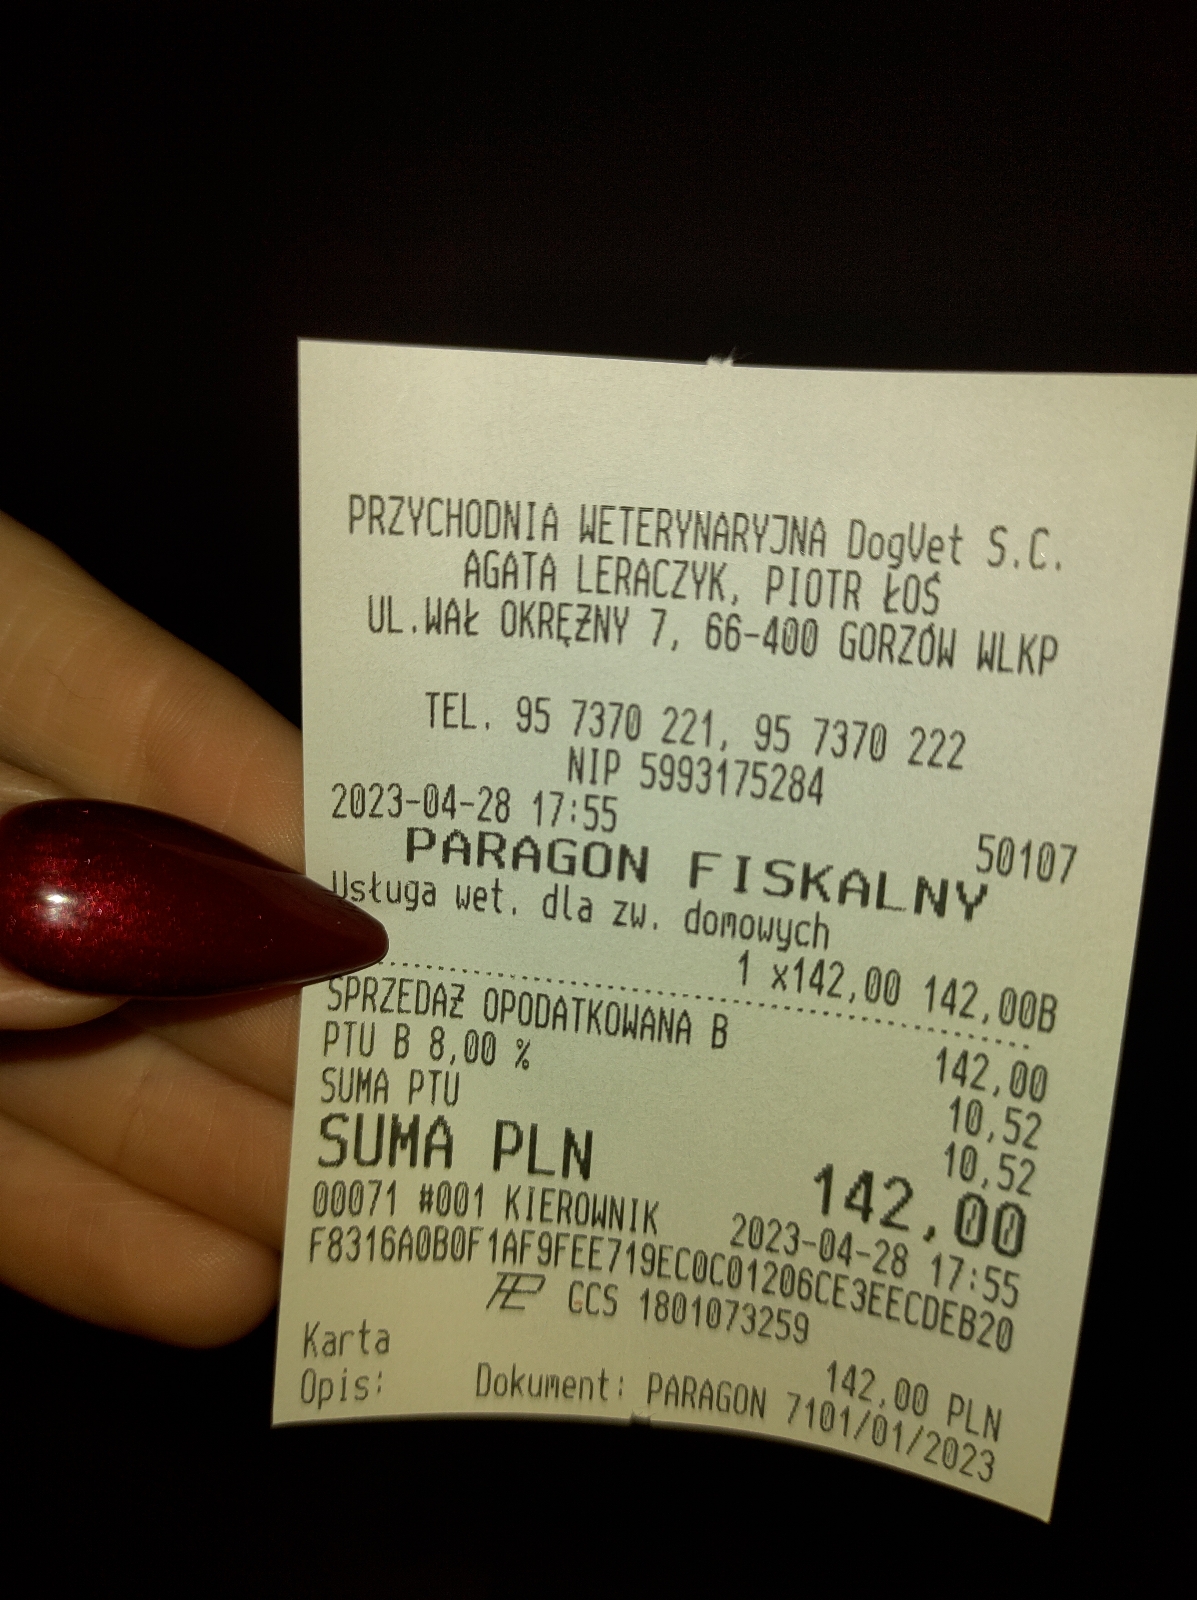 PRZYCHODNIA WETERYNARYJNA DogVet S.C.
AGATA LERACZYK, PIOTR ŁOŚ
UL.WAŁ OKRĘŻNY 7, 66-400 GORZÓW WLKP
TEL. 95 7370 221, 95 7370 222
NIP 5993175284
2023-04-28 17:55 50107
PARAGON FISKALNY
Usługa wet. dla zw. domowych
1 x142,00 142,00B
SPRZEDAŻ OPODATKOWANA B 142,00
PTU B 8,00 % 10,52
SUMA PTU 10,52
SUMA PLN 142,00
00071 #001 KIEROWNIK 2023-04-28 17:55
F8316A0B0F1AF9FEE719EC0C01206CE3EECDEB20
GCS 1801073259
Karta 142,00 PLN
Opis: Dokument: PARAGON 7101/01/2023